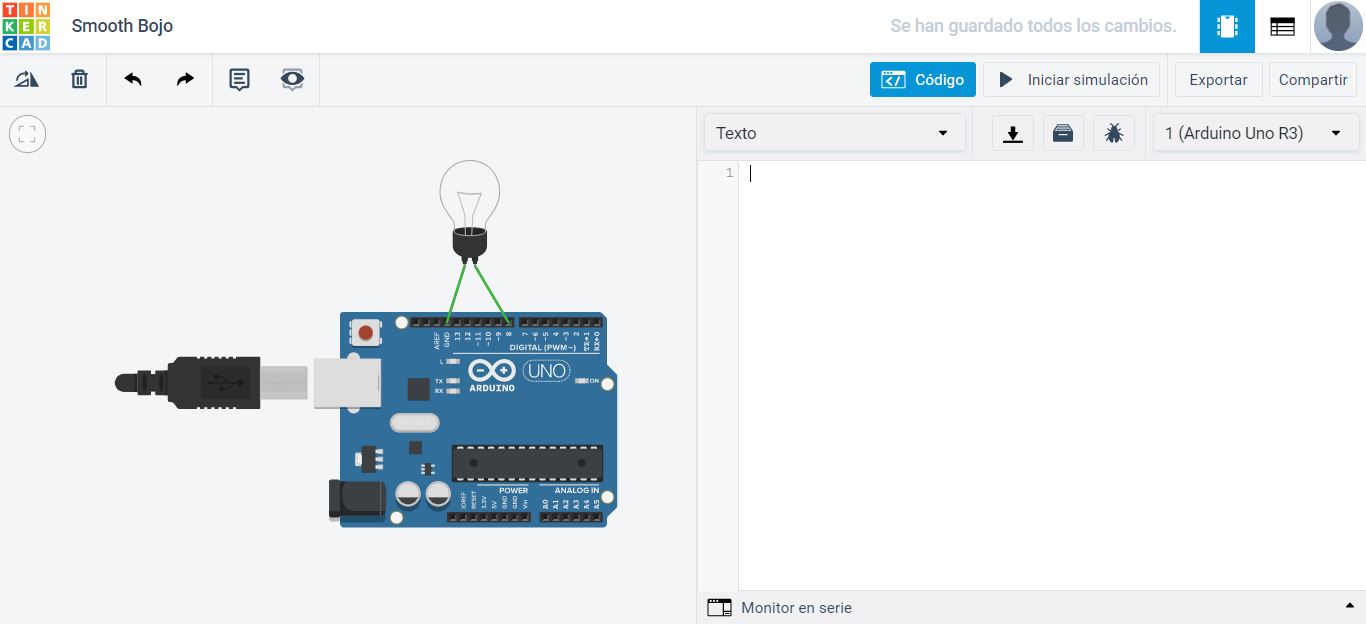 TIN
KER
CAD
Smooth Bojo
Se han guardado todos los cambios.
Código
Iniciar simulación
Exportar
Compartir
Texto
1 (Arduino Uno R3)
1
AREF
GND
13
12
~11
~10
~9
8
7
~6
~5
4
~3
2
TX→1
RX←0
DIGITAL (PWM~)
L
TX
RX
ARDUINO
UNO
ON
POWER
ANALOG IN
IOREF
RESET
3.3V
5V
GND
GND
Vin
A0
A1
A2
A3
A4
A5
Monitor en serie